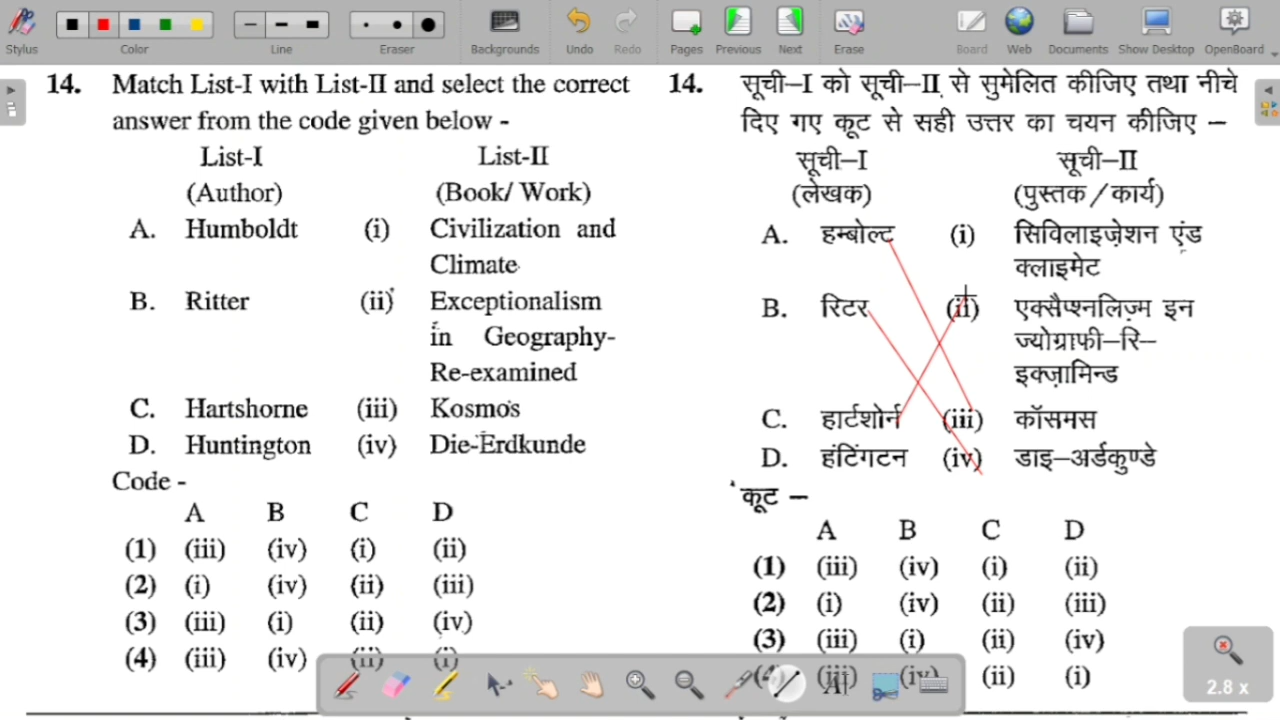 Stylus Color Line Eraser Backgrounds Undo Redo Pages Previous Next Erase Board Web Documents Show Desktop OpenBoard
14. Match List-I with List-II and select the correct
answer from the code given below -
List-I List-II
(Author) (Book/ Work)
A. Humboldt (i) Civilization and
Climate
B. Ritter (ii) Exceptionalism
in Geography-
Re-examined
C. Hartshorne (iii) Kosmos
D. Huntington (iv) Die-Erdkunde
Code -
A B C D
(1) (iii) (iv) (i) (ii)
(2) (i) (iv) (ii) (iii)
(3) (iii) (i) (ii) (iv)
(4) (iii) (iv) (ii) (i)
14. सूची–I को सूची–II से सुमेलित कीजिए तथा नीचे
दिए गए कूट से सही उत्तर का चयन कीजिए –
सूची–I सूची–II
(लेखक) (पुस्तक / कार्य)
A. हम्बोल्ट (i) सिविलाइज़ेशन एंड
क्लाइमेट
B. रिटर (ii) एक्सैप्शनलिज़्म इन
ज्योग्राफी–रि–
इक्ज़ामिन्ड
C. हार्टशोर्न (iii) कॉसमस
D. हंटिंगटन (iv) डाइ–अर्डकुण्डे
कूट –
A B C D
(1) (iii) (iv) (i) (ii)
(2) (i) (iv) (ii) (iii)
(3) (iii) (i) (ii) (iv)
(4) (iii) (iv) (ii) (i)
2.8 x